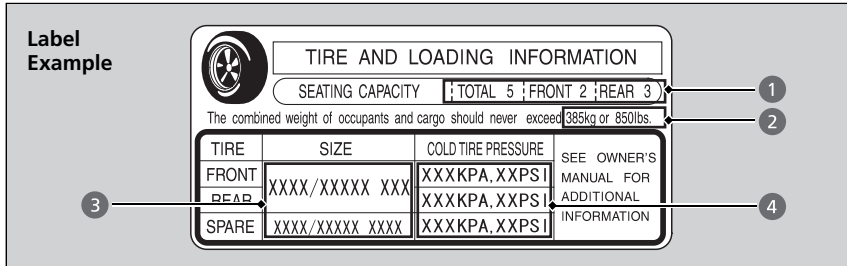 Label
Example
TIRE AND LOADING INFORMATION
SEATING CAPACITY TOTAL 5 FRONT 2 REAR 3
1
The combined weight of occupants and cargo should never exceed 385kg or 850lbs.
2
TIRE SIZE COLD TIRE PRESSURE
SEE OWNER'S
MANUAL FOR
ADDITIONAL
INFORMATION
FRONT XXXX/XXXXX XXX XXXKPA,XXPSI
REAR XXXKPA,XXPSI
SPARE XXXX/XXXXX XXXX XXXKPA,XXPSI
3
4